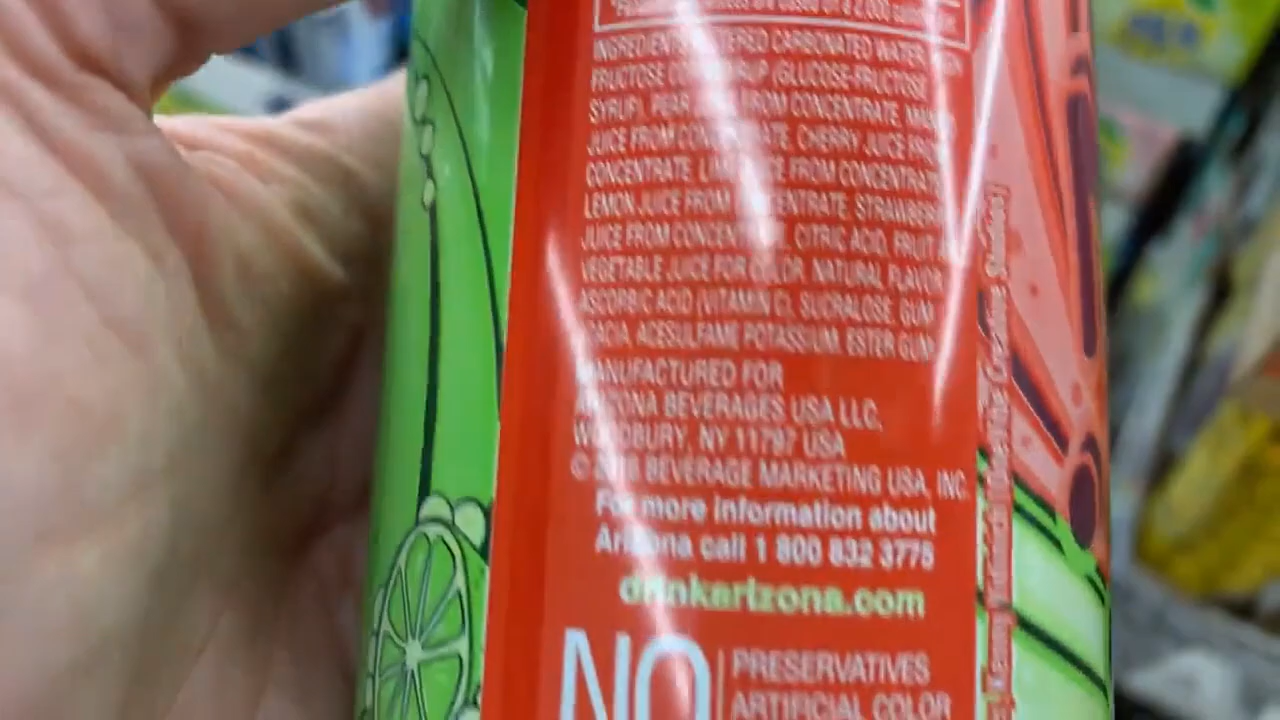 INGREDIENTS: FILTERED CARBONATED WATER,
FRUCTOSE CORN SYRUP (GLUCOSE-FRUCTOSE
SYRUP), PEAR JUICE FROM CONCENTRATE,
JUICE FROM CONCENTRATE, CHERRY JUICE FROM
CONCENTRATE, LIME JUICE FROM CONCENTRATE,
LEMON JUICE FROM CONCENTRATE, STRAWBERRY
JUICE FROM CONCENTRATE, CITRIC ACID, FRUIT &
VEGETABLE JUICE FOR COLOR, NATURAL FLAVOR,
ASCORBIC ACID (VITAMIN C), SUCRALOSE, GUM
ACACIA, ACESULFAME POTASSIUM, ESTER GUM
MANUFACTURED FOR
ARIZONA BEVERAGES USA LLC,
WOODBURY, NY 11797 USA
© BEVERAGE MARKETING USA, INC.
For more information about
Arizona call 1 800 832 3775
drinkarizona.com
NO
PRESERVATIVES
ARTIFICIAL COLOR